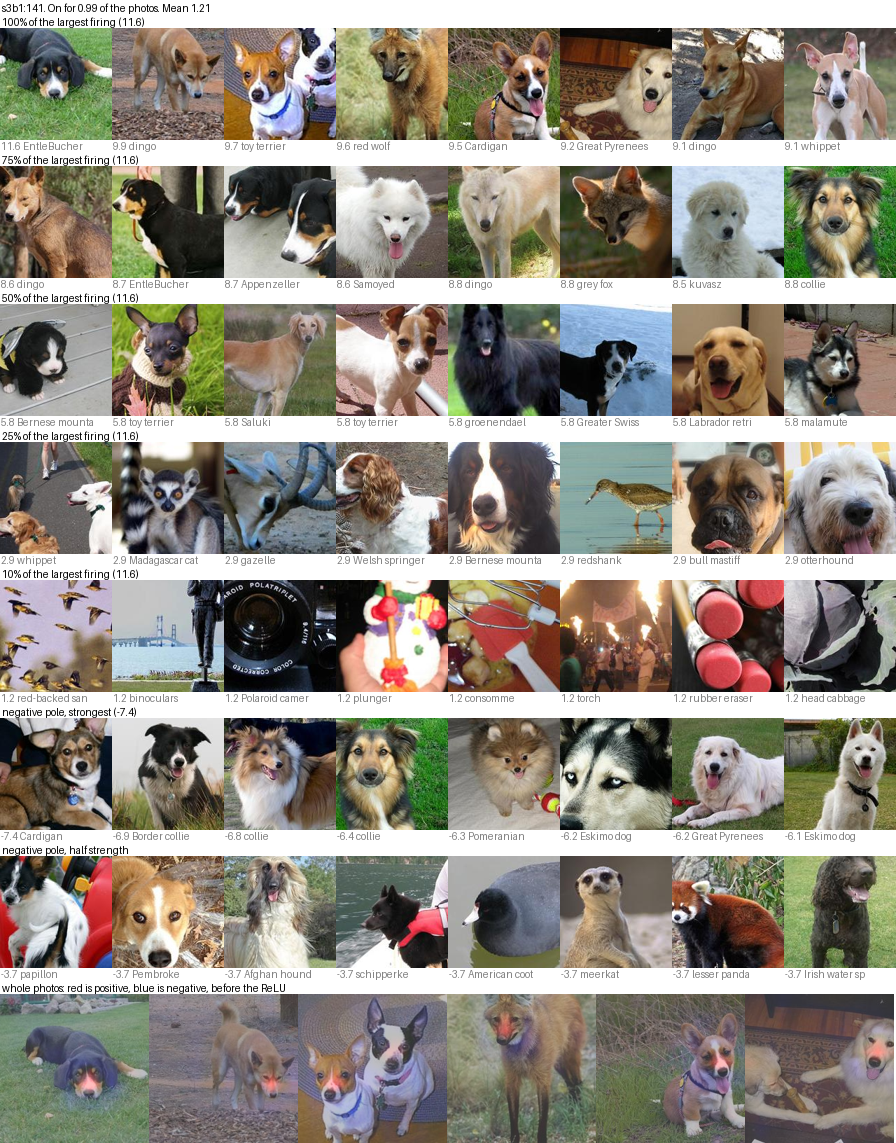 s3b1:141. On for 0.99 of the photos. Mean 1.21
100% of the largest firing (11.6)
11.6 EntleBucher 9.9 dingo 9.7 toy terrier 9.6 red wolf 9.5 Cardigan 9.2 Great Pyrenees 9.1 dingo 9.1 whippet
75% of the largest firing (11.6)
8.6 dingo 8.7 EntleBucher 8.7 Appenzeller 8.6 Samoyed 8.8 dingo 8.8 grey fox 8.5 kuvasz 8.8 collie
50% of the largest firing (11.6)
5.8 Bernese mounta 5.8 toy terrier 5.8 Saluki 5.8 toy terrier 5.8 groenendael 5.8 Greater Swiss 5.8 Labrador retri 5.8 malamute
25% of the largest firing (11.6)
2.9 whippet 2.9 Madagascar cat 2.9 gazelle 2.9 Welsh springer 2.9 Bernese mounta 2.9 redshank 2.9 bull mastiff 2.9 otterhound
10% of the largest firing (11.6)
AROID POLATRIPLET
COLOR CORRECTED
1.2 red-backed san 1.2 binoculars 1.2 Polaroid camer 1.2 plunger 1.2 consomme 1.2 torch 1.2 rubber eraser 1.2 head cabbage
negative pole, strongest (-7.4)
-7.4 Cardigan -6.9 Border collie -6.8 collie -6.4 collie -6.3 Pomeranian -6.2 Eskimo dog -6.2 Great Pyrenees -6.1 Eskimo dog
negative pole, half strength
-3.7 papillon -3.7 Pembroke -3.7 Afghan hound -3.7 schipperke -3.7 American coot -3.7 meerkat -3.7 lesser panda -3.7 Irish water sp
whole photos: red is positive, blue is negative, before the ReLU